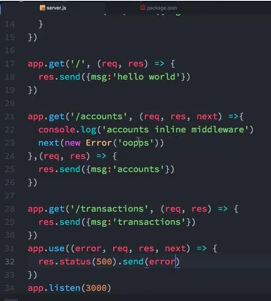 server.js package.json
14 }
15 })
16
17 app.get('/', (req, res) => {
18 res.send({msg:'hello world'})
19 })
20
21 app.get('/accounts', (req, res, next) =>{
22 console.log('accounts inline middleware')
23 next(new Error('oopps'))
24 },(req, res) => {
25 res.send({msg:'accounts'})
26 })
27
28 app.get('/transactions', (req, res) => {
29 res.send({msg:'transactions'})
30 })
31 app.use((error, req, res, next) => {
32 res.status(500).send(error)
33 })
34 app.listen(3000)